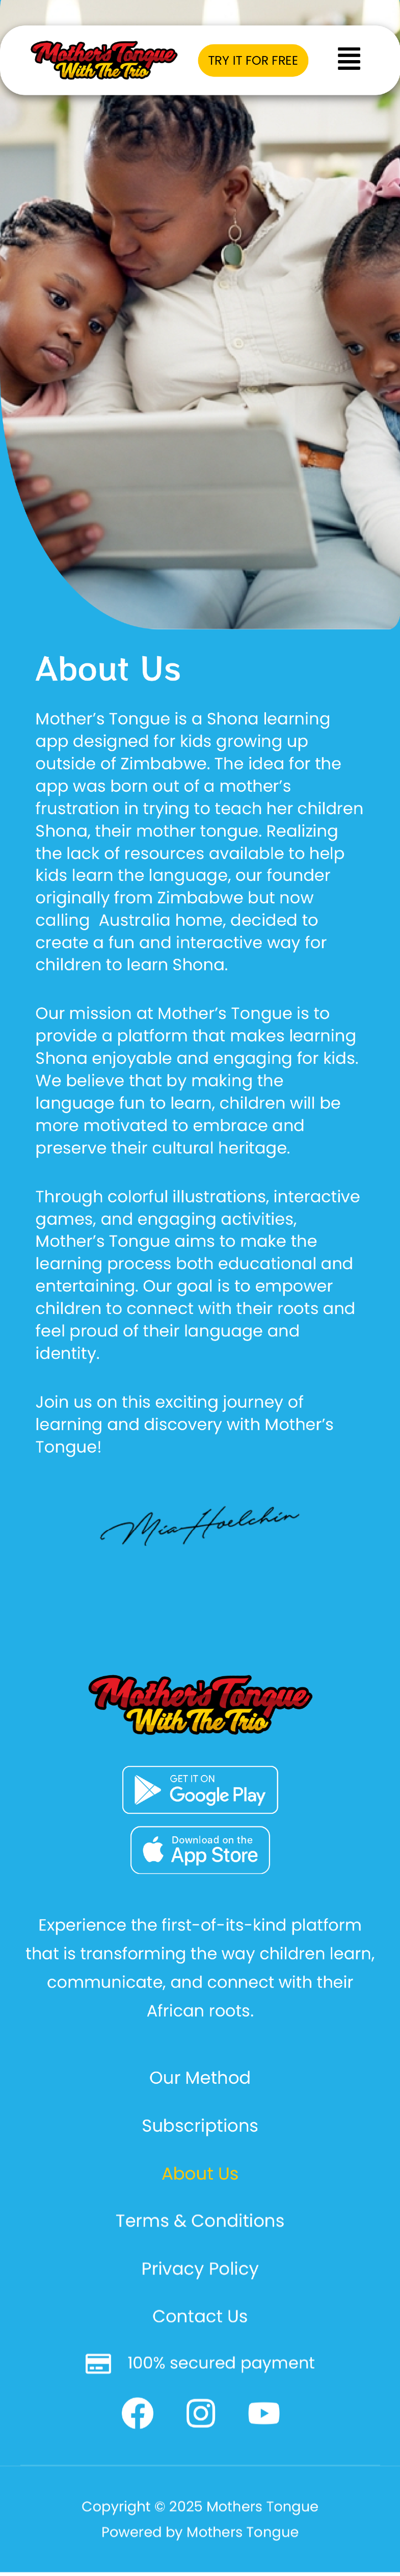 Mother's Tongue
With The Trio
TRY IT FOR FREE
About Us
Mother’s Tongue is a Shona learning
app designed for kids growing up
outside of Zimbabwe. The idea for the
app was born out of a mother’s
frustration in trying to teach her children
Shona, their mother tongue. Realizing
the lack of resources available to help
kids learn the language, our founder
originally from Zimbabwe but now
calling  Australia home, decided to
create a fun and interactive way for
children to learn Shona.
Our mission at Mother’s Tongue is to
provide a platform that makes learning
Shona enjoyable and engaging for kids.
We believe that by making the
language fun to learn, children will be
more motivated to embrace and
preserve their cultural heritage.
Through colorful illustrations, interactive
games, and engaging activities,
Mother’s Tongue aims to make the
learning process both educational and
entertaining. Our goal is to empower
children to connect with their roots and
feel proud of their language and
identity.
Join us on this exciting journey of
learning and discovery with Mother’s
Tongue!
Mia Hoelchin
Mother's Tongue
With The Trio
GET IT ON
Google Play
Download on the
App Store
Experience the first-of-its-kind platform
that is transforming the way children learn,
communicate, and connect with their
African roots.
Our Method
Subscriptions
About Us
Terms & Conditions
Privacy Policy
Contact Us
100% secured payment
Copyright © 2025 Mothers Tongue
Powered by Mothers Tongue